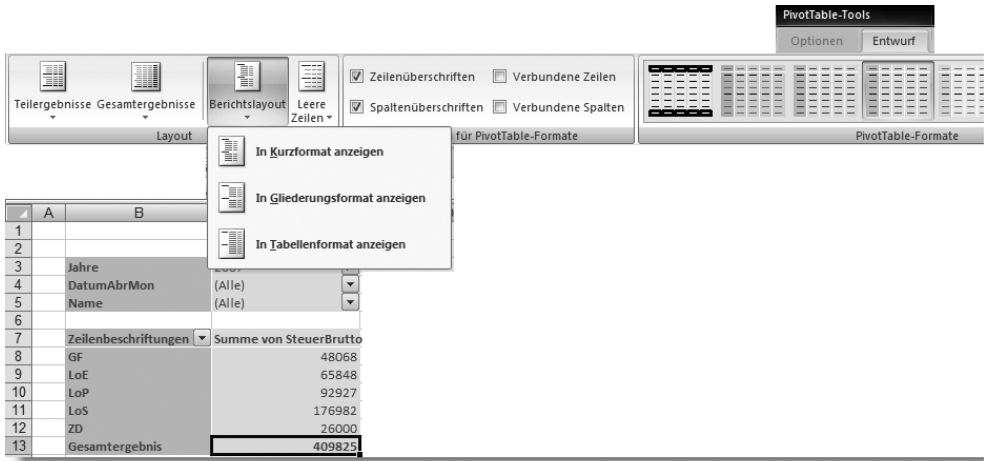 PivotTable-Tools
Optionen Entwurf
Teilergebnisse Gesamtergebnisse Berichtslayout Leere Zeilen
Zeilenüberschriften Verbundene Zeilen
Spaltenüberschriften Verbundene Spalten
Layout für PivotTable-Formate PivotTable-Formate
In Kurzformat anzeigen
In Gliederungsformat anzeigen
In Tabellenformat anzeigen
A B
1
2
3 Jahre
4 DatumAbrMon (Alle)
5 Name (Alle)
6
7 Zeilenbeschriftungen Summe von SteuerBrutto
8 GF 48068
9 LoE 65848
10 LoP 92927
11 LoS 176982
12 ZD 26000
13 Gesamtergebnis 409825